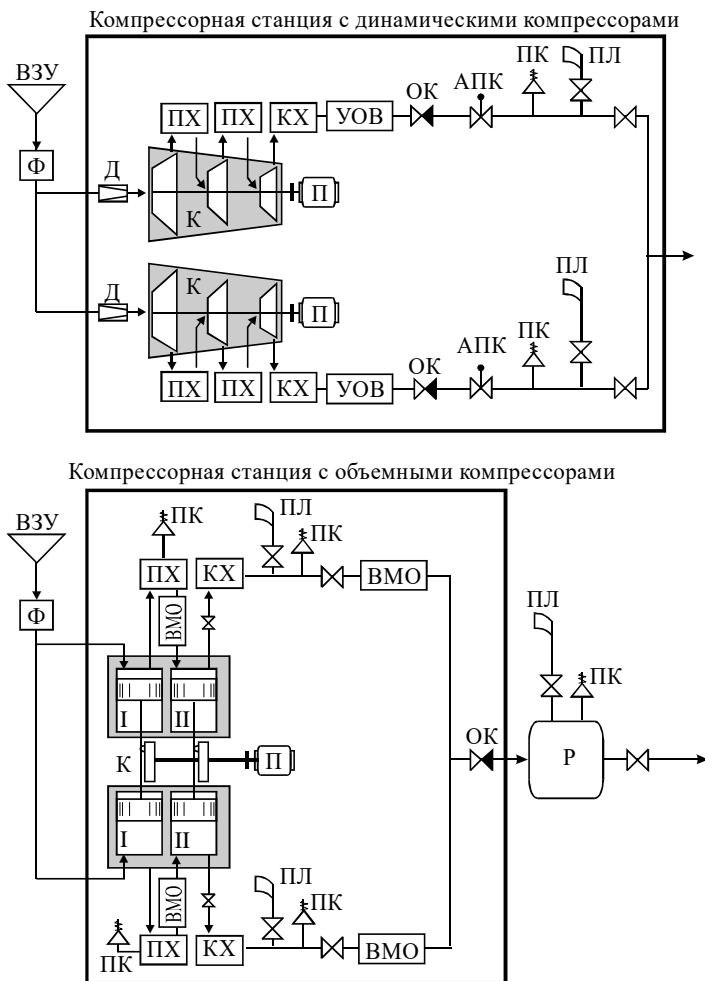 Компрессорная станция с динамическими компрессорами
ВЗУ
ПК
ПЛ
ОК
АПК
ПХ
ПХ
КХ
УОВ
Ф
Д
К
П
К
Д
П
ПЛ
ПК
АПК
ОК
ПХ
ПХ
КХ
УОВ
Компрессорная станция с объемными компрессорами
ВЗУ
ПК
ПЛ
ПК
ПХ
КХ
ВМО
Ф
ВМО
ПЛ
ПК
I
II
ОК
К
П
Р
I
II
ВМО
ПЛ
ПК
ПК
ПХ
КХ
ВМО